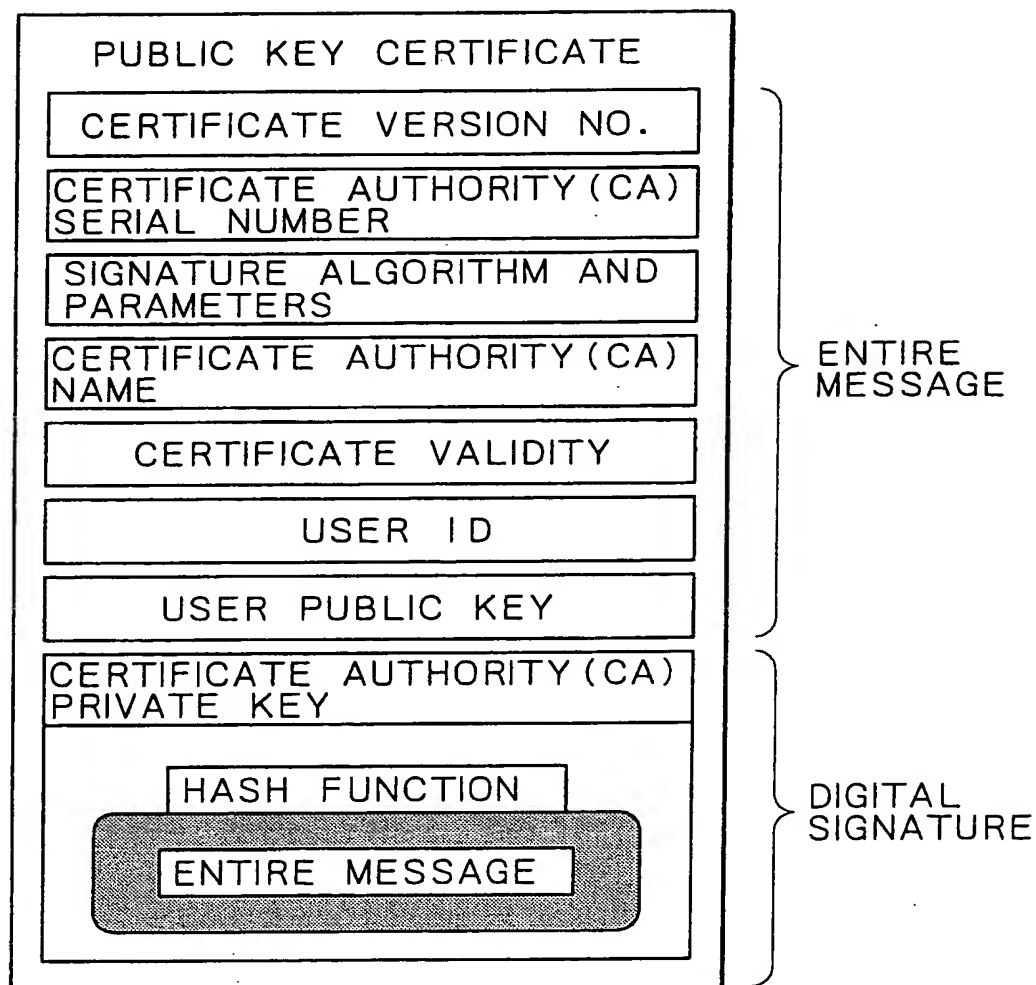 PUBLIC KEY CERTIFICATE
CERTIFICATE VERSION NO.
CERTIFICATE AUTHORITY(CA)
SERIAL NUMBER
SIGNATURE ALGORITHM AND
PARAMETERS
CERTIFICATE AUTHORITY(CA)
NAME
CERTIFICATE VALIDITY
USER ID
USER PUBLIC KEY
ENTIRE
MESSAGE
CERTIFICATE AUTHORITY(CA)
PRIVATE KEY
HASH FUNCTION
ENTIRE MESSAGE
DIGITAL
SIGNATURE